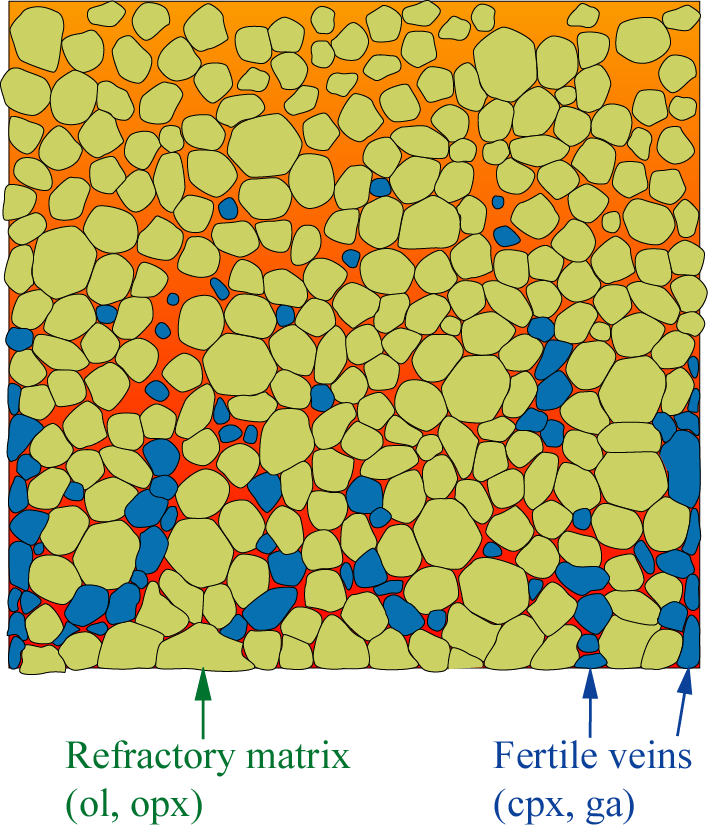 Refractory matrix
(ol, opx)
Fertile veins
(cpx, ga)